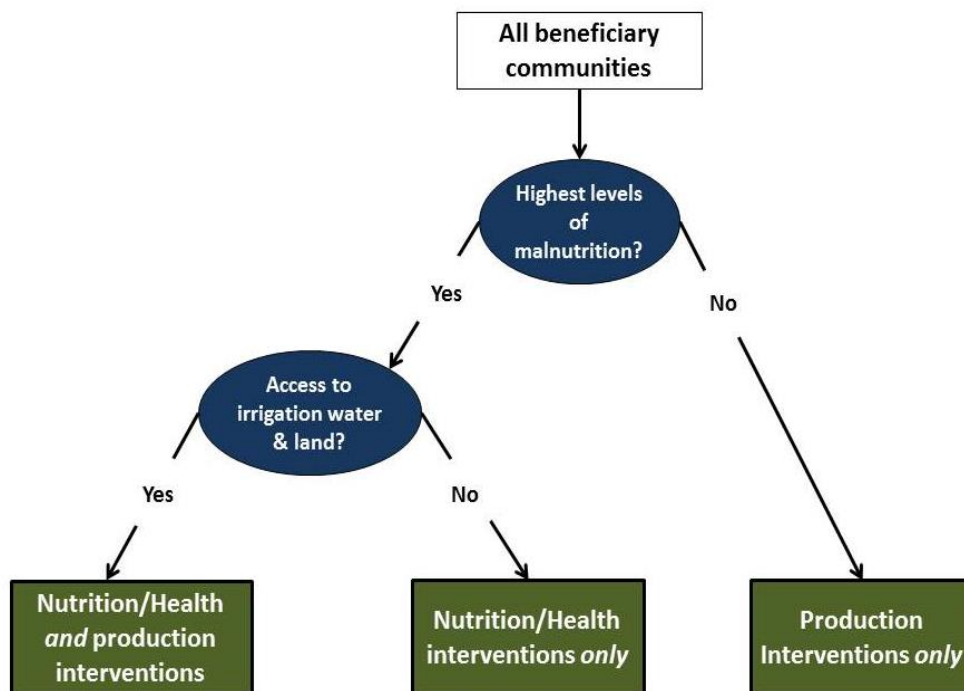 All beneficiary
communities
Highest levels
of
malnutrition?
Yes
No
Access to
irrigation water
& land?
Yes
No
Nutrition/Health
and production
interventions
Nutrition/Health
interventions only
Production
Interventions only